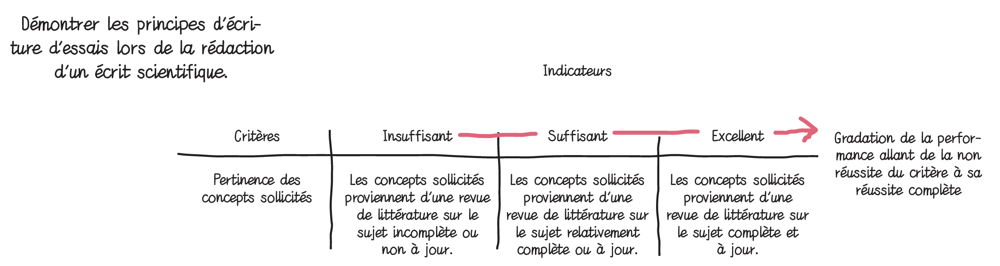 Démontrer les principes d'écri-
ture d'essais lors de la rédaction
d'un écrit scientifique.
Indicateurs
Critères
Insuffisant
Suffisant
Excellent
Gradation de la perfor-
mance allant de la non
réussite du critère à sa
réussite complète
Pertinence des
concepts sollicités
Les concepts sollicités
proviennent d'une revue
de littérature sur le
sujet incomplète ou
non à jour.
Les concepts sollicités
proviennent d'une
revue de littérature sur
le sujet relativement
complète ou à jour.
Les concepts sollicités
proviennent d'une
revue de littérature sur
le sujet complète et
à jour.